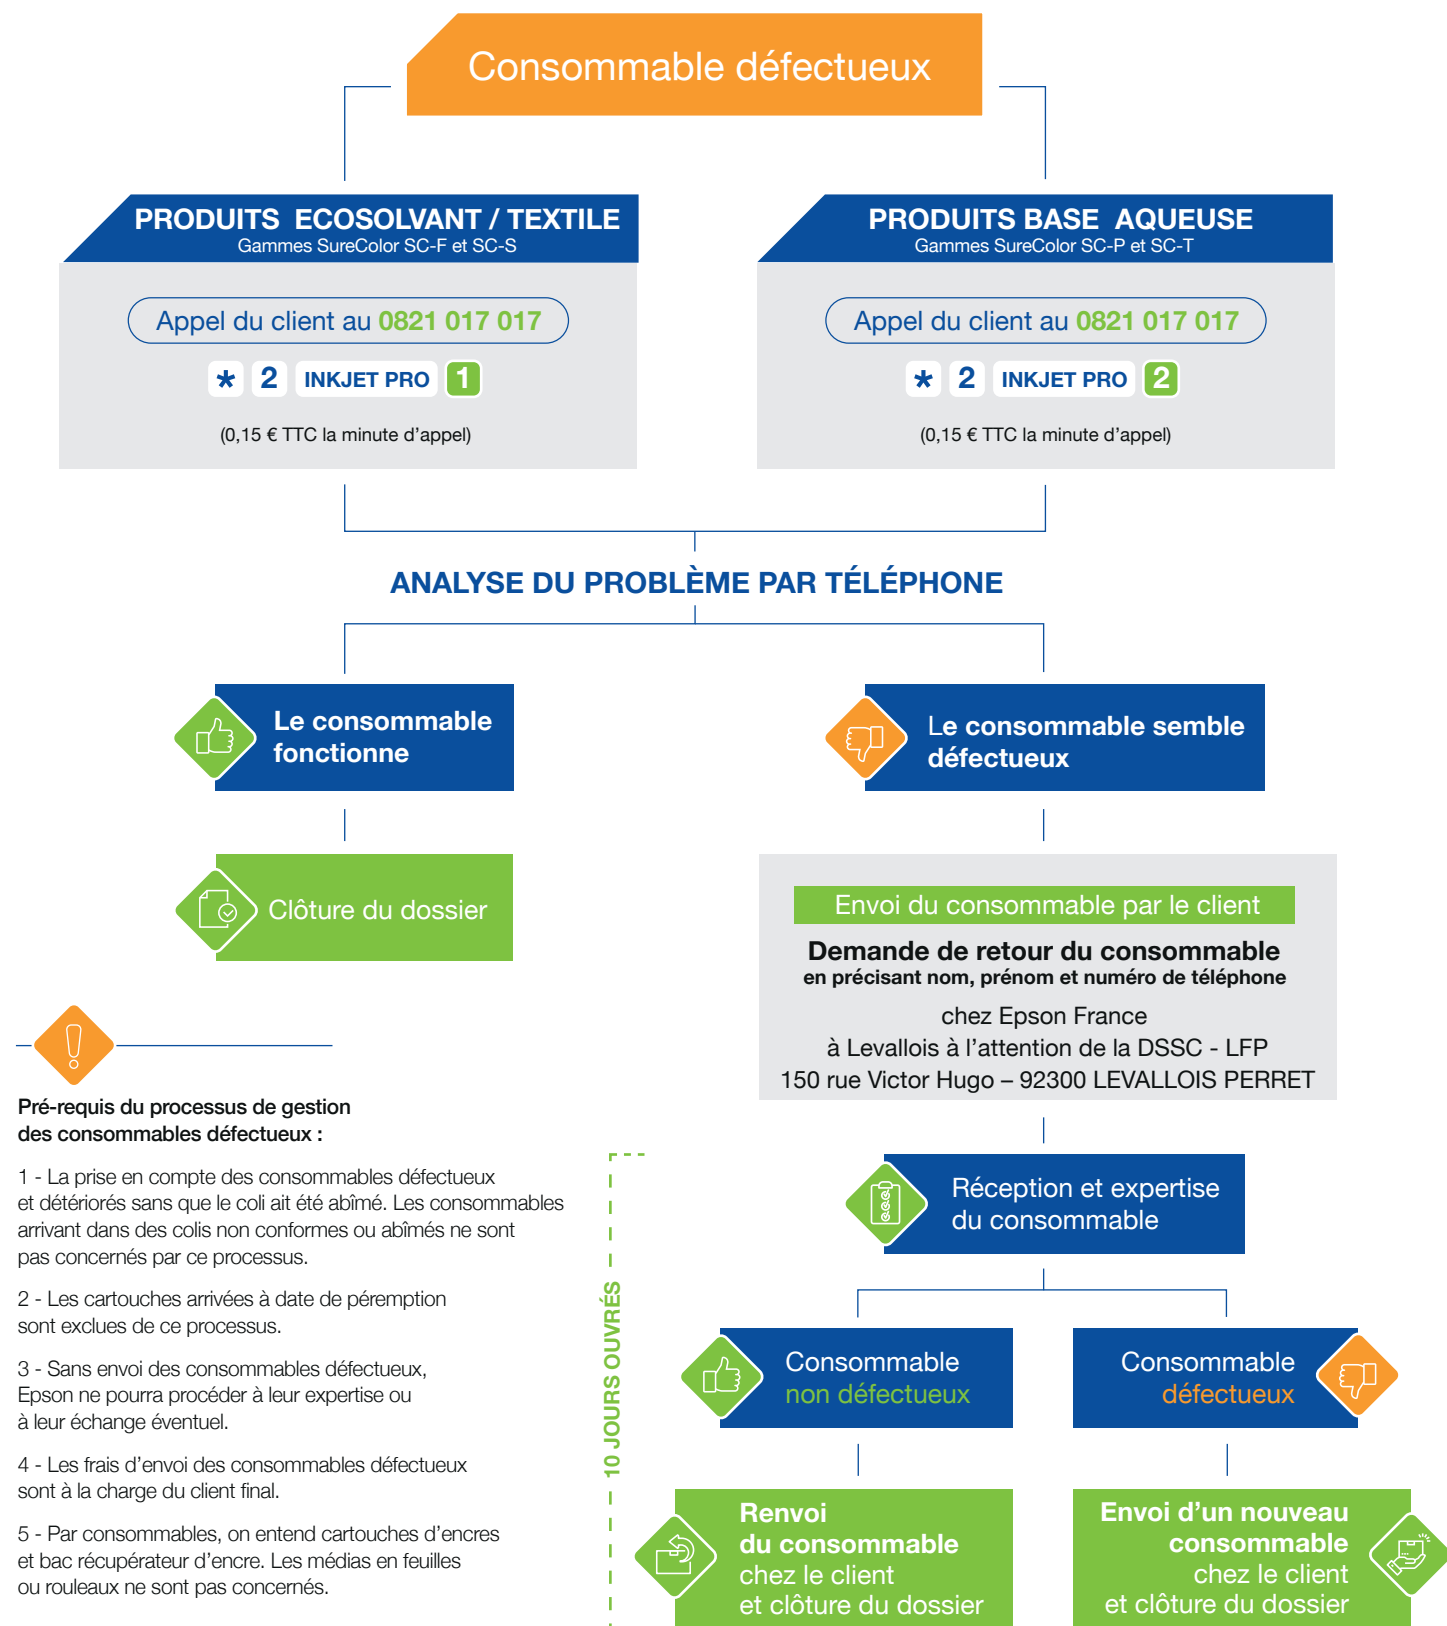 Consommable défectueux
PRODUITS ECOSOLVANT / TEXTILE
Gammes SureColor SC-F et SC-S
Appel du client au 0821 017 017
* 2 INKJET PRO 1
(0,15 € TTC la minute d'appel)
PRODUITS BASE AQUEUSE
Gammes SureColor SC-P et SC-T
Appel du client au 0821 017 017
* 2 INKJET PRO 2
(0,15 € TTC la minute d'appel)
ANALYSE DU PROBLÈME PAR TÉLÉPHONE
Le consommable
fonctionne
Clôture du dossier
Le consommable semble
défectueux
Envoi du consommable par le client
Demande de retour du consommable
en précisant nom, prénom et numéro de téléphone
chez Epson France
à Levallois à l'attention de la DSSC - LFP
150 rue Victor Hugo – 92300 LEVALLOIS PERRET
Pré-requis du processus de gestion
des consommables défectueux :
1 - La prise en compte des consommables défectueux
et détériorés sans que le coli ait été abîmé. Les consommables
arrivant dans des colis non conformes ou abîmés ne sont
pas concernés par ce processus.
2 - Les cartouches arrivées à date de péremption
sont exclues de ce processus.
3 - Sans envoi des consommables défectueux,
Epson ne pourra procéder à leur expertise ou
à leur échange éventuel.
4 - Les frais d'envoi des consommables défectueux
sont à la charge du client final.
5 - Par consommables, on entend cartouches d'encres
et bac récupérateur d'encre. Les médias en feuilles
ou rouleaux ne sont pas concernés.
10 JOURS OUVRÉS
Réception et expertise
du consommable
Consommable
non défectueux
Consommable
défectueux
Renvoi
du consommable
chez le client
et clôture du dossier
Envoi d'un nouveau
consommable
chez le client
et clôture du dossier